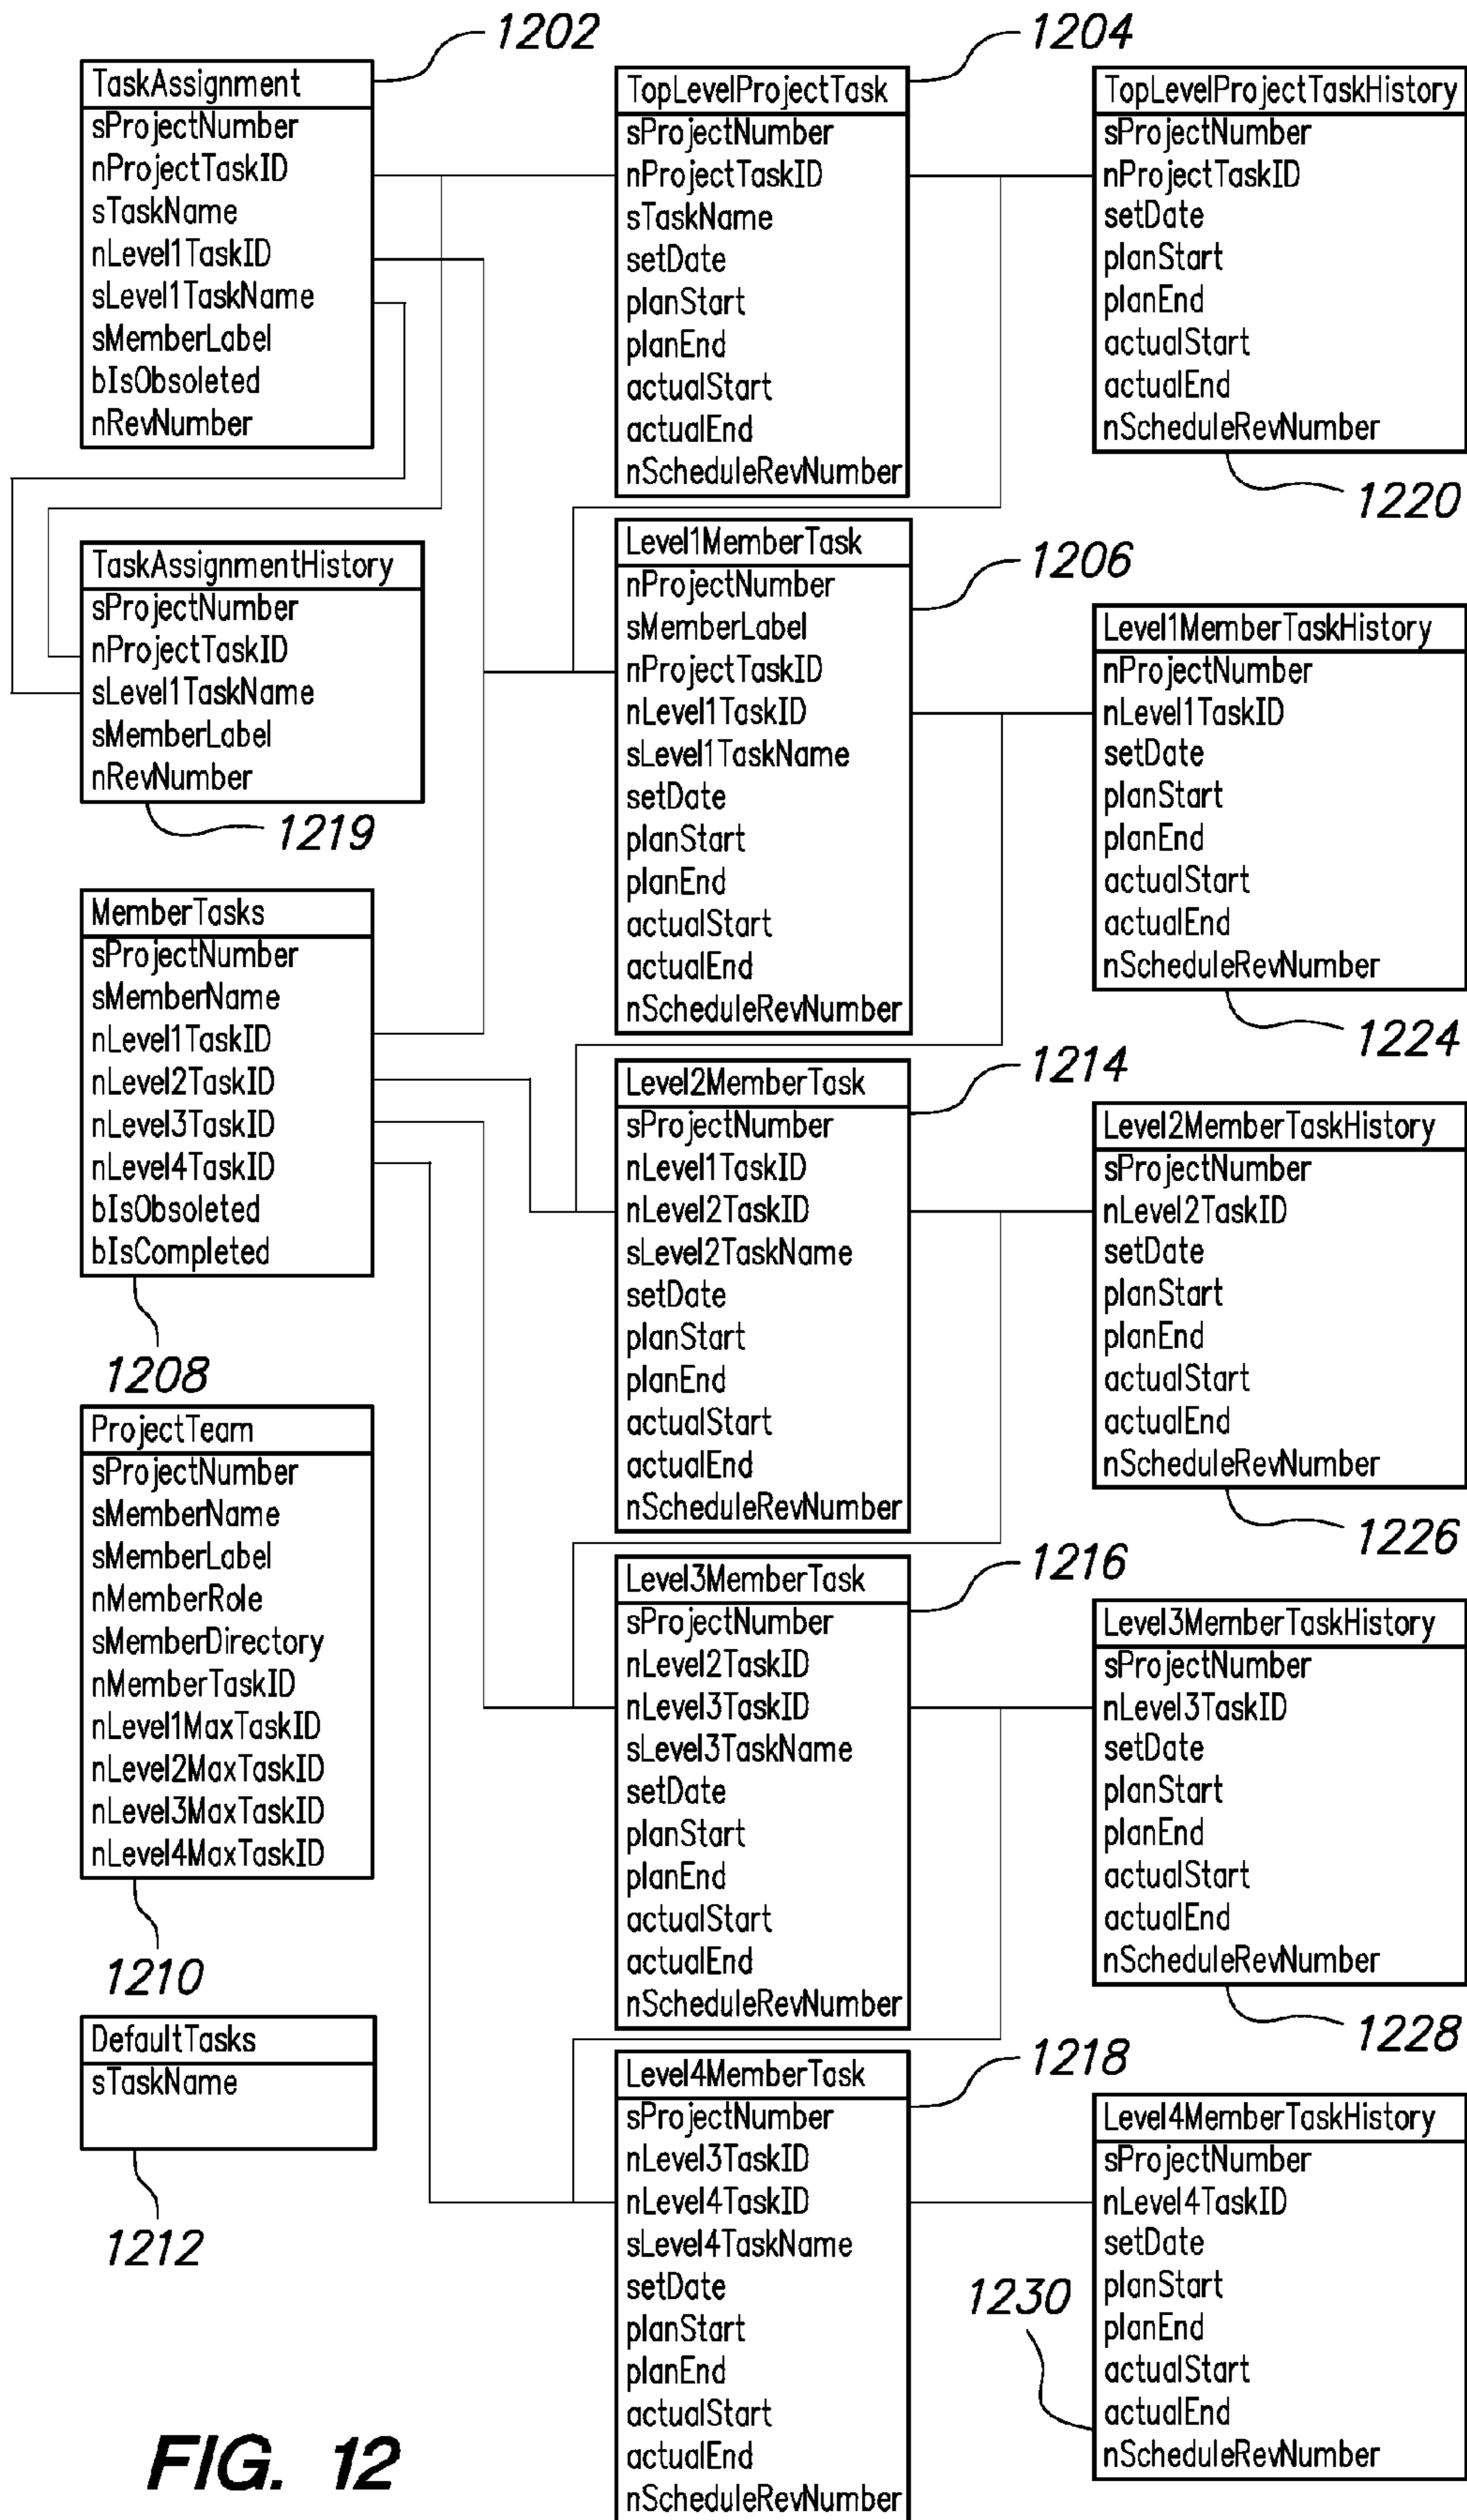 1202
TaskAssignment
sProjectNumber
nProjectTaskID
sTaskName
nLevel1TaskID
sLevel1TaskName
sMemberLabel
bIsObsoleted
nRevNumber
TaskAssignmentHistory
sProjectNumber
nProjectTaskID
sLevel1TaskName
sMemberLabel
nRevNumber
1219
MemberTasks
sProjectNumber
sMemberName
nLevel1TaskID
nLevel2TaskID
nLevel3TaskID
nLevel4TaskID
bIsObsoleted
bIsCompleted
1208
ProjectTeam
sProjectNumber
sMemberName
sMemberLabel
nMemberRole
sMemberDirectory
nMemberTaskID
nLevel1MaxTaskID
nLevel2MaxTaskID
nLevel3MaxTaskID
nLevel4MaxTaskID
1210
DefaultTasks
sTaskName
1212
1204
TopLevelProjectTask
sProjectNumber
nProjectTaskID
sTaskName
setDate
planStart
planEnd
actualStart
actualEnd
nScheduleRevNumber
1206
Level1MemberTask
nProjectNumber
sMemberLabel
nProjectTaskID
nLevel1TaskID
sLevel1TaskName
setDate
planStart
planEnd
actualStart
actualEnd
nScheduleRevNumber
1214
Level2MemberTask
sProjectNumber
nLevel1TaskID
nLevel2TaskID
sLevel2TaskName
setDate
planStart
planEnd
actualStart
actualEnd
nScheduleRevNumber
1216
Level3MemberTask
sProjectNumber
nLevel2TaskID
nLevel3TaskID
sLevel3TaskName
setDate
planStart
planEnd
actualStart
actualEnd
nScheduleRevNumber
1218
Level4MemberTask
sProjectNumber
nLevel3TaskID
nLevel4TaskID
sLevel4TaskName
setDate
planStart
planEnd
actualStart
actualEnd
nScheduleRevNumber
TopLevelProjectTaskHistory
sProjectNumber
nProjectTaskID
setDate
planStart
planEnd
actualStart
actualEnd
nScheduleRevNumber
1220
Level1MemberTaskHistory
nProjectNumber
nLevel1TaskID
setDate
planStart
planEnd
actualStart
actualEnd
nScheduleRevNumber
1224
Level2MemberTaskHistory
sProjectNumber
nLevel2TaskID
setDate
planStart
planEnd
actualStart
actualEnd
nScheduleRevNumber
1226
Level3MemberTaskHistory
sProjectNumber
nLevel3TaskID
setDate
planStart
planEnd
actualStart
actualEnd
nScheduleRevNumber
1228
Level4MemberTaskHistory
sProjectNumber
nLevel4TaskID
setDate
planStart
planEnd
actualStart
actualEnd
nScheduleRevNumber
1230
FIG. 12